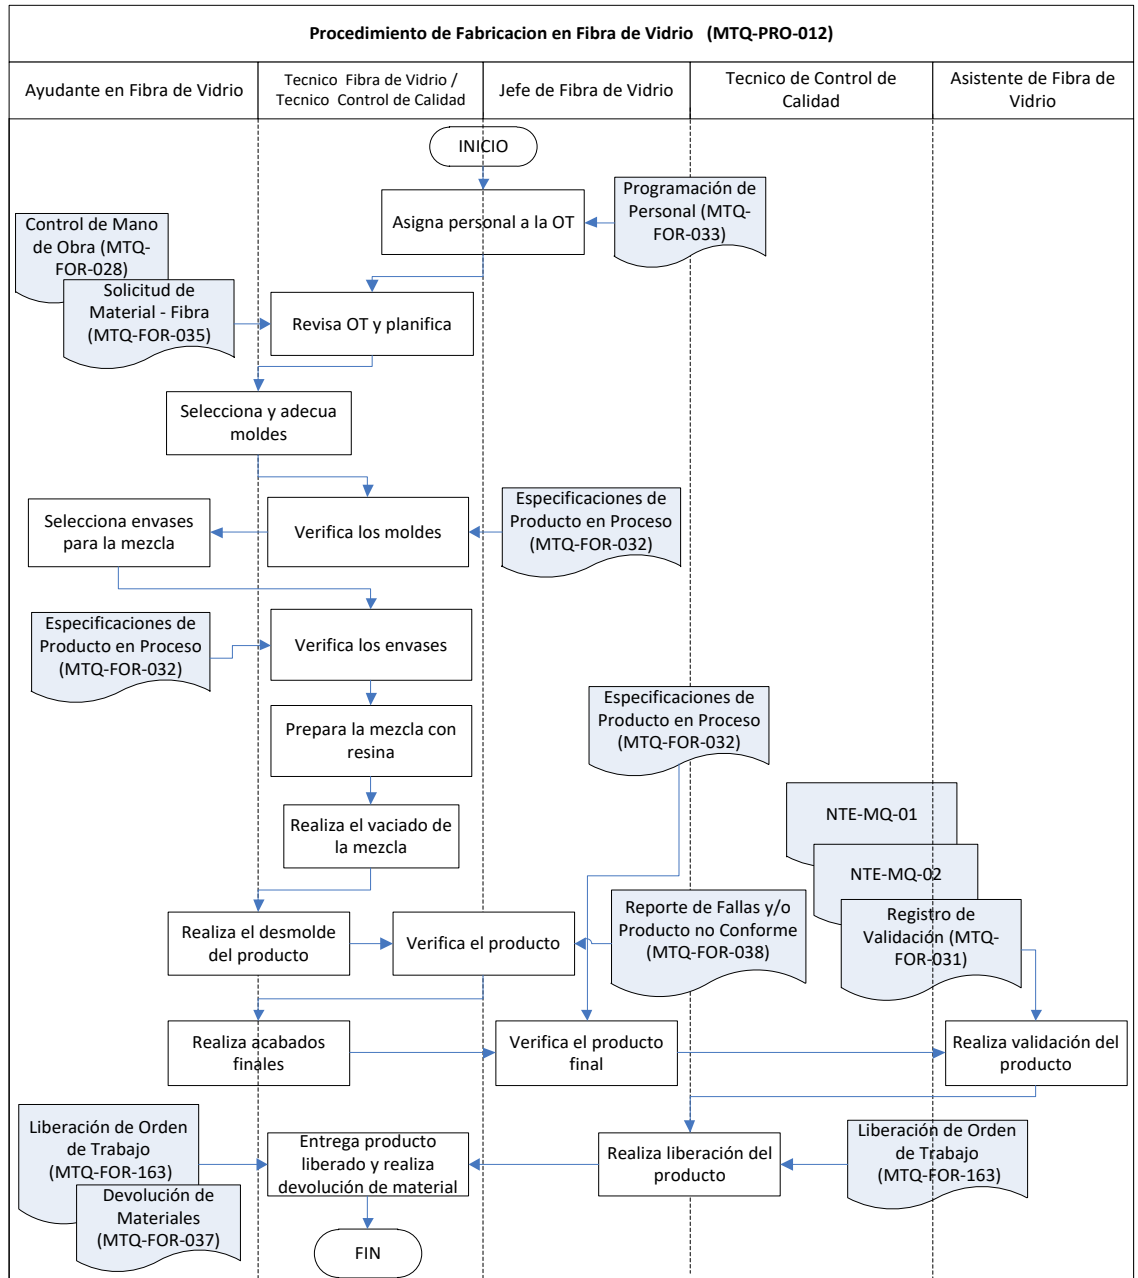 Procedimiento de Fabricacion en Fibra de Vidrio (MTQ-PRO-012)
Ayudante en Fibra de Vidrio
Tecnico Fibra de Vidrio /
Tecnico Control de Calidad
Jefe de Fibra de Vidrio
Tecnico de Control de
Calidad
Asistente de Fibra de
Vidrio
INICIO
Asigna personal a la OT
Programación de
Personal (MTQ-
FOR-033)
Control de Mano
de Obra (MTQ-
FOR-028)
Solicitud de
Material - Fibra
(MTQ-FOR-035)
Revisa OT y planifica
Selecciona y adecua
moldes
Selecciona envases
para la mezcla
Verifica los moldes
Especificaciones de
Producto en Proceso
(MTQ-FOR-032)
Especificaciones de
Producto en Proceso
(MTQ-FOR-032)
Verifica los envases
Prepara la mezcla con
resina
Especificaciones de
Producto en Proceso
(MTQ-FOR-032)
Realiza el vaciado de
la mezcla
NTE-MQ-01
NTE-MQ-02
Registro de
Validación (MTQ-
FOR-031)
Realiza el desmolde
del producto
Verifica el producto
Reporte de Fallas y/o
Producto no Conforme
(MTQ-FOR-038)
Realiza acabados
finales
Verifica el producto
final
Realiza validación del
producto
Liberación de Orden
de Trabajo
(MTQ-FOR-163)
Devolución de
Materiales
(MTQ-FOR-037)
Entrega producto
liberado y realiza
devolución de material
Realiza liberación del
producto
Liberación de Orden
de Trabajo
(MTQ-FOR-163)
FIN